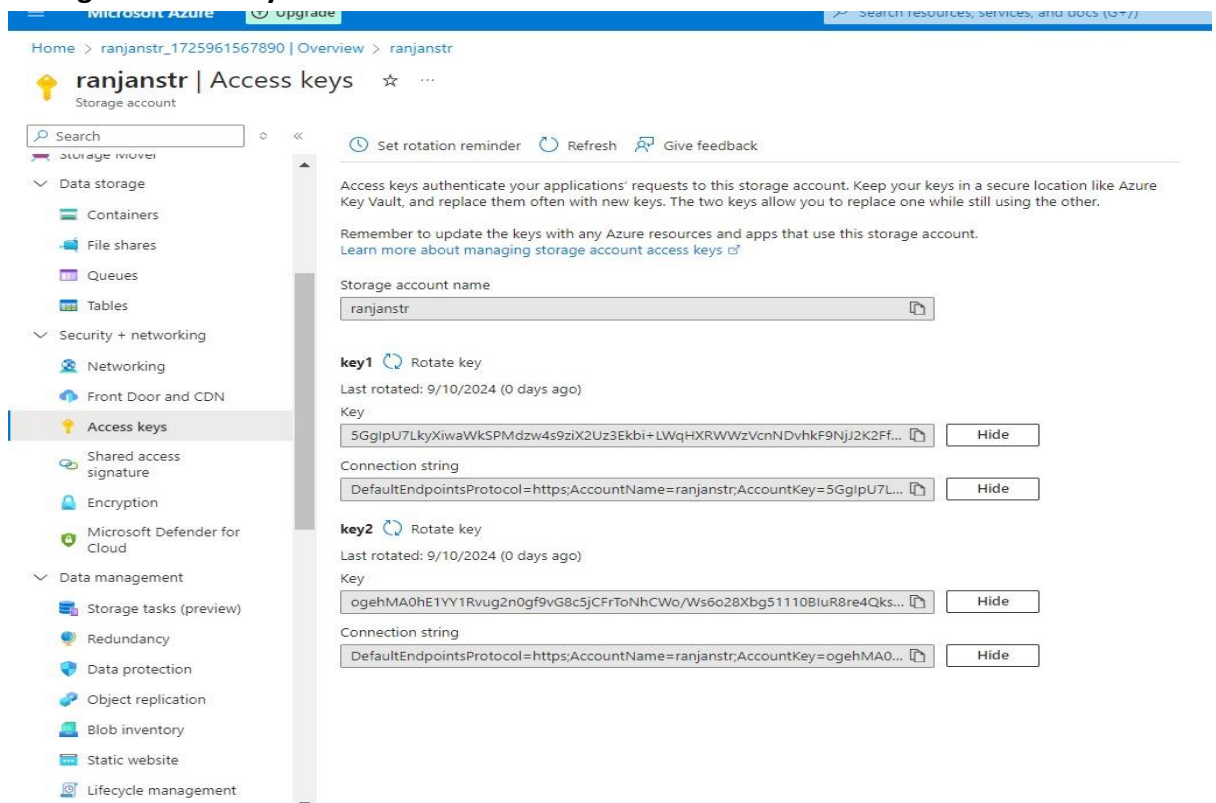 Microsoft Azure Upgrade Search resources, services, and docs (G+/)
Home > ranjanstr_1725961567890 | Overview > ranjanstr
ranjanstr | Access keys
Storage account
Search
Set rotation reminder Refresh Give feedback
Storage Mover
Data storage
Containers
File shares
Queues
Tables
Security + networking
Networking
Front Door and CDN
Access keys
Shared access
signature
Encryption
Microsoft Defender for
Cloud
Data management
Storage tasks (preview)
Redundancy
Data protection
Object replication
Blob inventory
Static website
Lifecycle management
Access keys authenticate your applications' requests to this storage account. Keep your keys in a secure location like Azure
Key Vault, and replace them often with new keys. The two keys allow you to replace one while still using the other.
Remember to update the keys with any Azure resources and apps that use this storage account.
Learn more about managing storage account access keys
Storage account name
ranjanstr
key1 Rotate key
Last rotated: 9/10/2024 (0 days ago)
Key
5GgIpU7LkyXiwaWkSPMdzw4s9ziX2Uz3Ekbi+LWqHXRWWzVcnNDvhkF9NjJ2K2Ff... Hide
Connection string
DefaultEndpointsProtocol=https;AccountName=ranjanstr;AccountKey=5GgIpU7L... Hide
key2 Rotate key
Last rotated: 9/10/2024 (0 days ago)
Key
ogehMA0hE1YY1Rvug2n0gf9vG8c5jCFrToNhCWo/Ws6o28Xbg51110BIuR8re4Qks... Hide
Connection string
DefaultEndpointsProtocol=https;AccountName=ranjanstr;AccountKey=ogehMA0... Hide